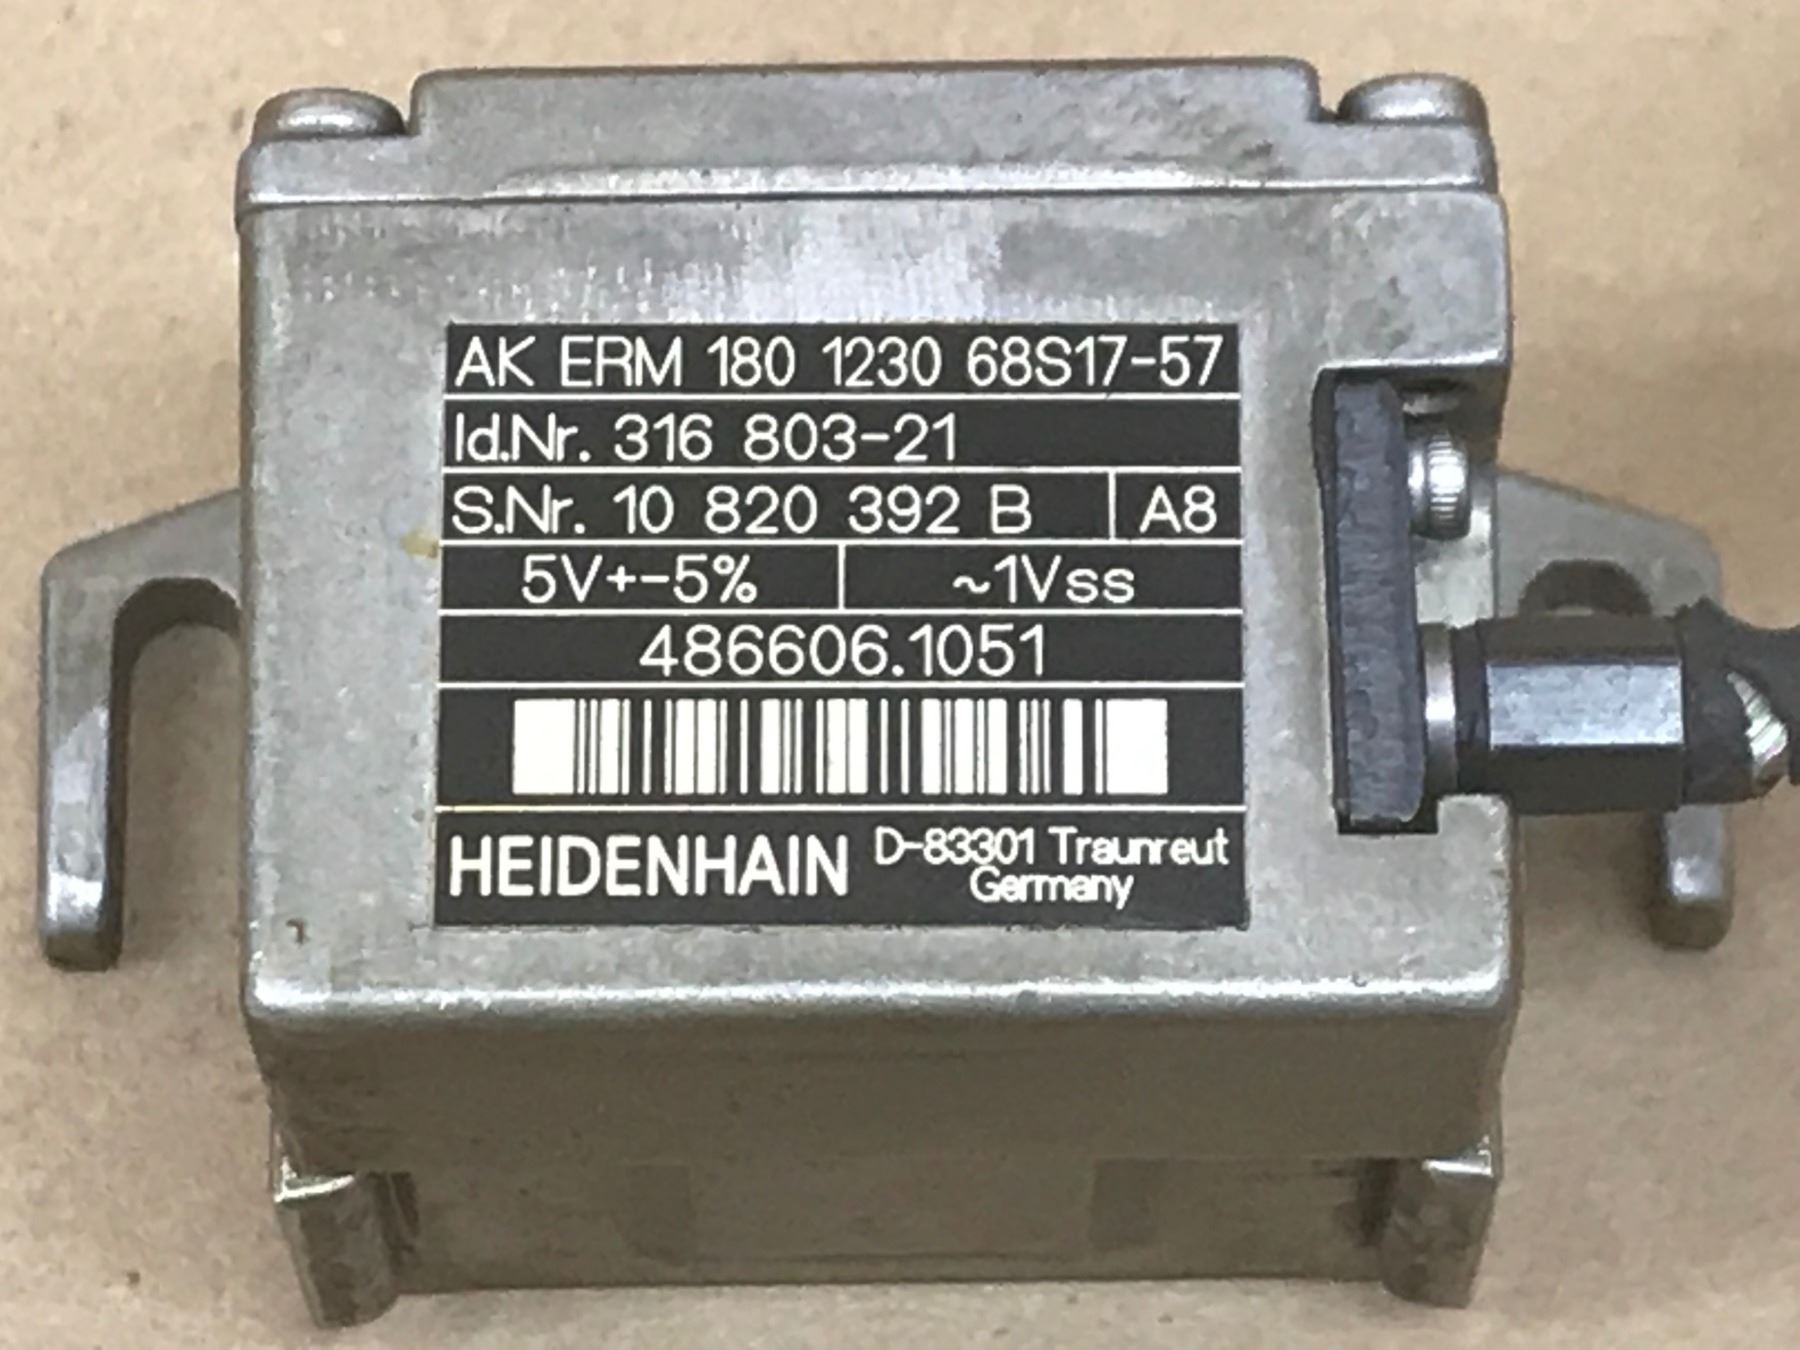 AK ERM 180 1230 68S17-57
Id.Nr. 316 803-21
S.Nr. 10 820 392 B A8
5V+-5% ~1Vss
486606.1051
HEIDENHAIN D-83301 Traunreut
Germany